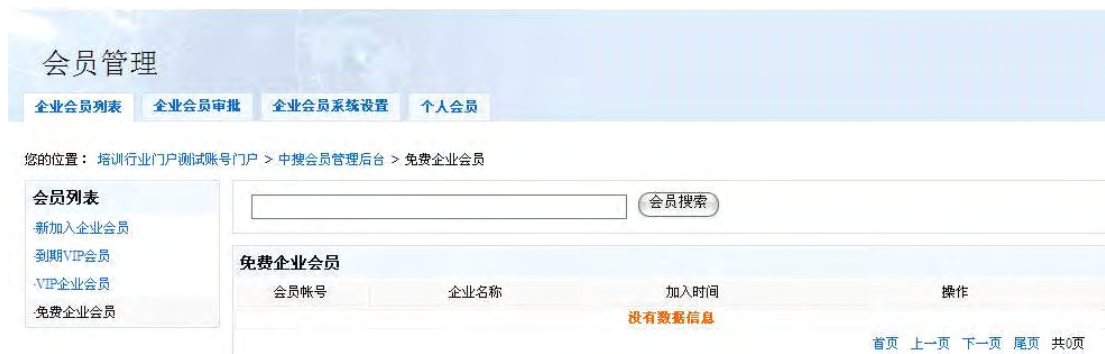 会员管理
企业会员列表 企业会员审批 企业会员系统设置 个人会员
您的位置： 培训行业门户测试账号门户 > 中搜会员管理后台 > 免费企业会员
会员列表
·新加入企业会员
·到期VIP会员
·VIP企业会员
·免费企业会员
会员搜索
免费企业会员
会员帐号 企业名称 加入时间 操作
没有数据信息
首页 上一页 下一页 尾页 共0页